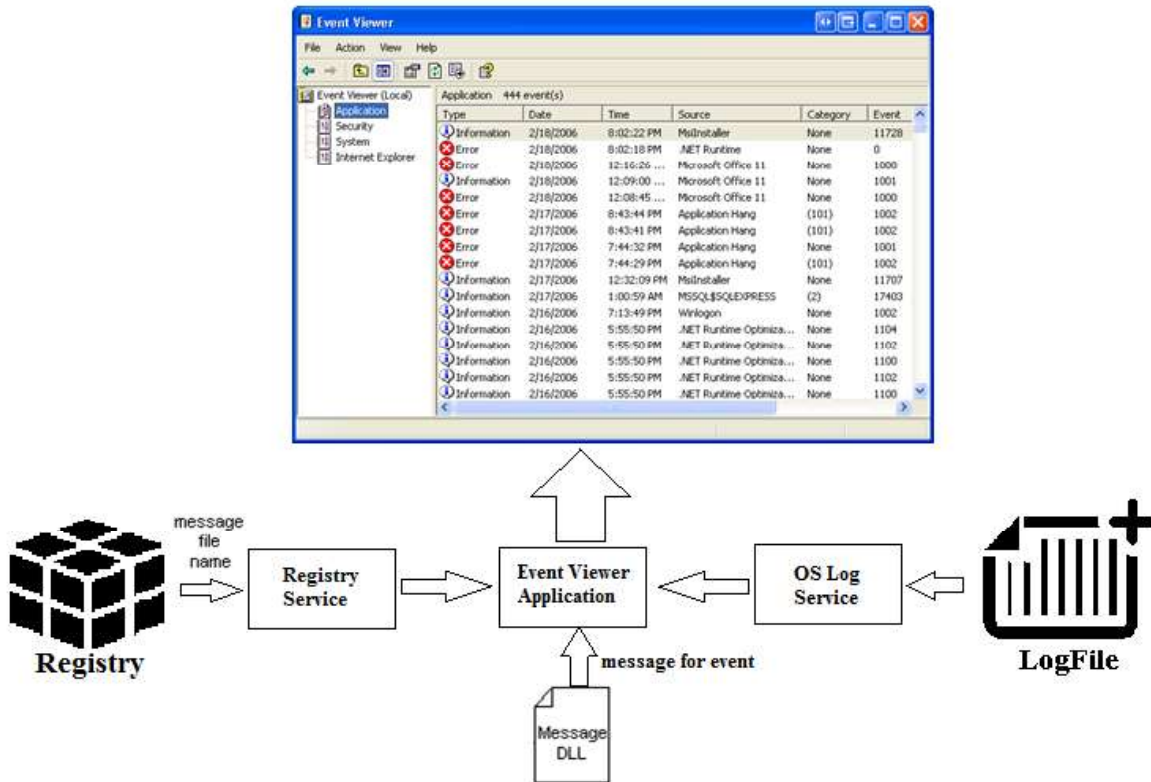 Event Viewer
File Action View Help
Event Viewer (Local)
Application
Security
System
Internet Explorer
Application 444 event(s)
Type Date Time Source Category Event
Information 2/18/2006 8:02:22 PM MsiInstaller None 11728
Error 2/18/2006 8:02:18 PM .NET Runtime None 0
Error 2/18/2006 12:16:26 ... Microsoft Office 11 None 1000
Information 2/18/2006 12:09:00 ... Microsoft Office 11 None 1001
Error 2/18/2006 12:08:45 ... Microsoft Office 11 None 1000
Error 2/17/2006 8:43:44 PM Application Hang (101) 1002
Error 2/17/2006 8:43:41 PM Application Hang (101) 1002
Error 2/17/2006 7:44:32 PM Application Hang None 1001
Error 2/17/2006 7:44:29 PM Application Hang (101) 1002
Information 2/17/2006 12:32:09 PM MsiInstaller None 11707
Information 2/17/2006 1:00:59 AM MSSQL$SQLEXPRESS (2) 17403
Information 2/16/2006 7:13:49 PM Winlogon None 1002
Information 2/16/2006 5:55:50 PM .NET Runtime Optimiza... None 1104
Information 2/16/2006 5:55:50 PM .NET Runtime Optimiza... None 1102
Information 2/16/2006 5:55:50 PM .NET Runtime Optimiza... None 1100
Information 2/16/2006 5:55:50 PM .NET Runtime Optimiza... None 1102
Information 2/16/2006 5:55:50 PM .NET Runtime Optimiza... None 1100
message
file
name
Registry
Service
Event Viewer
Application
OS Log
Service
Registry
message for event
LogFile
Message
DLL